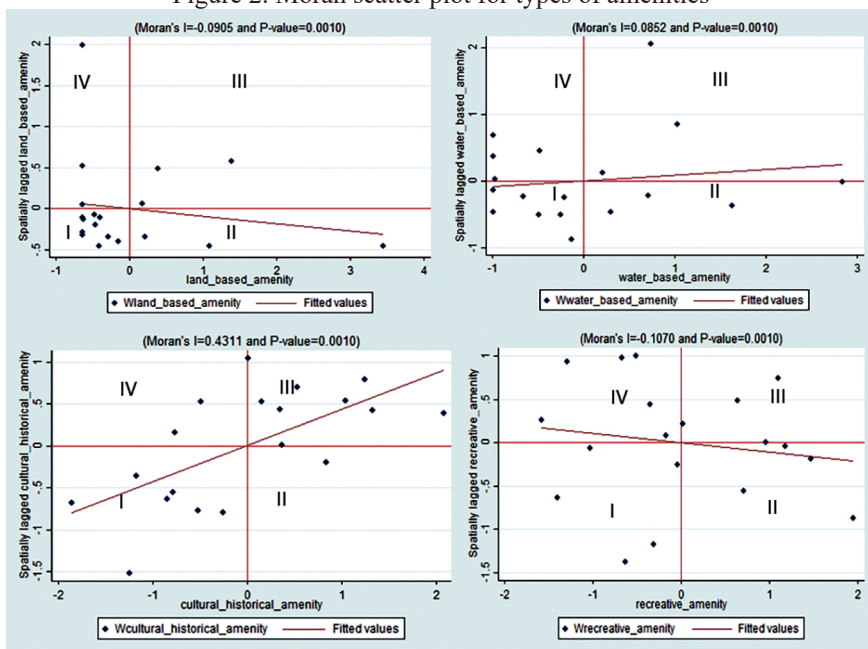 Figure 2. Moran scatter plot for types of amenities
(Moran's I=-0.0905 and P-value=0.0010)
Spatially lagged land_based_amenity
2
1.5
1
.5
0
-.5
IV
III
I
II
-1
0
1
2
3
4
land_based_amenity
Wland_based_amenity
Fitted values
(Moran's I=0.0852 and P-value=0.0010)
Spatially lagged water_based_amenity
2
1
0
-1
IV
III
I
II
-1
0
1
2
3
water_based_amenity
Wwater_based_amenity
Fitted values
(Moran's I=0.4311 and P-value=0.0010)
Spatially lagged cultural_historical_amenity
1
.5
0
-.5
-1
-1.5
IV
III
I
II
-2
-1
0
1
2
cultural_historical_amenity
Wcultural_historical_amenity
Fitted values
(Moran's I=-0.1070 and P-value=0.0010)
Spatially lagged recreative_amenity
1
.5
0
-.5
-1
-1.5
IV
III
I
II
-2
-1
0
1
2
recreative_amenity
Wrecreative_amenity
Fitted values